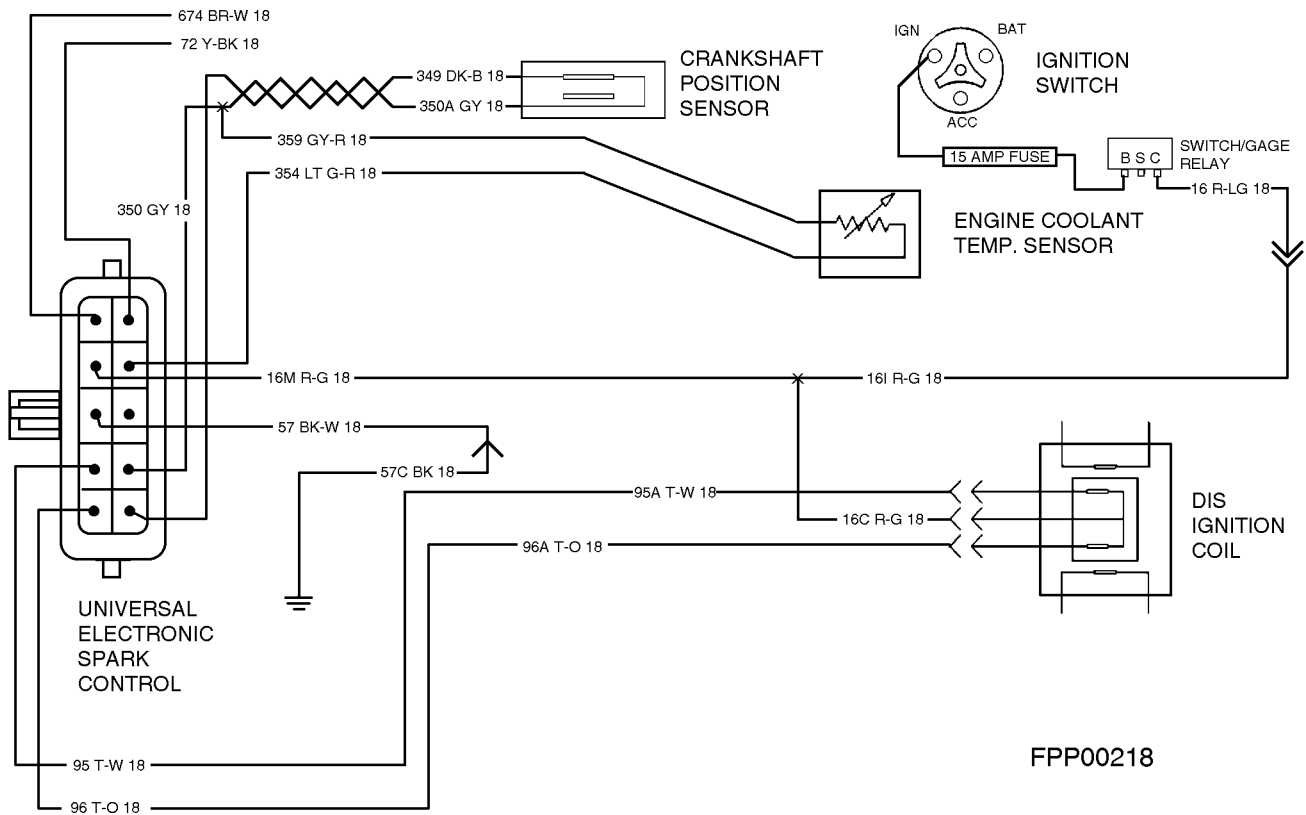 674 BR-W 18
72 Y-BK 18
349 DK-B 18
350A GY 18
CRANKSHAFT
POSITION
SENSOR
IGN
BAT
ACC
IGNITION
SWITCH
359 GY-R 18
354 LT G-R 18
350 GY 18
15 AMP FUSE
B S C
SWITCH/GAGE
RELAY
16 R-LG 18
ENGINE COOLANT
TEMP. SENSOR
16M R-G 18
16I R-G 18
57 BK-W 18
57C BK 18
95A T-W 18
16C R-G 18
96A T-O 18
DIS
IGNITION
COIL
UNIVERSAL
ELECTRONIC
SPARK
CONTROL
95 T-W 18
96 T-O 18
FPP00218